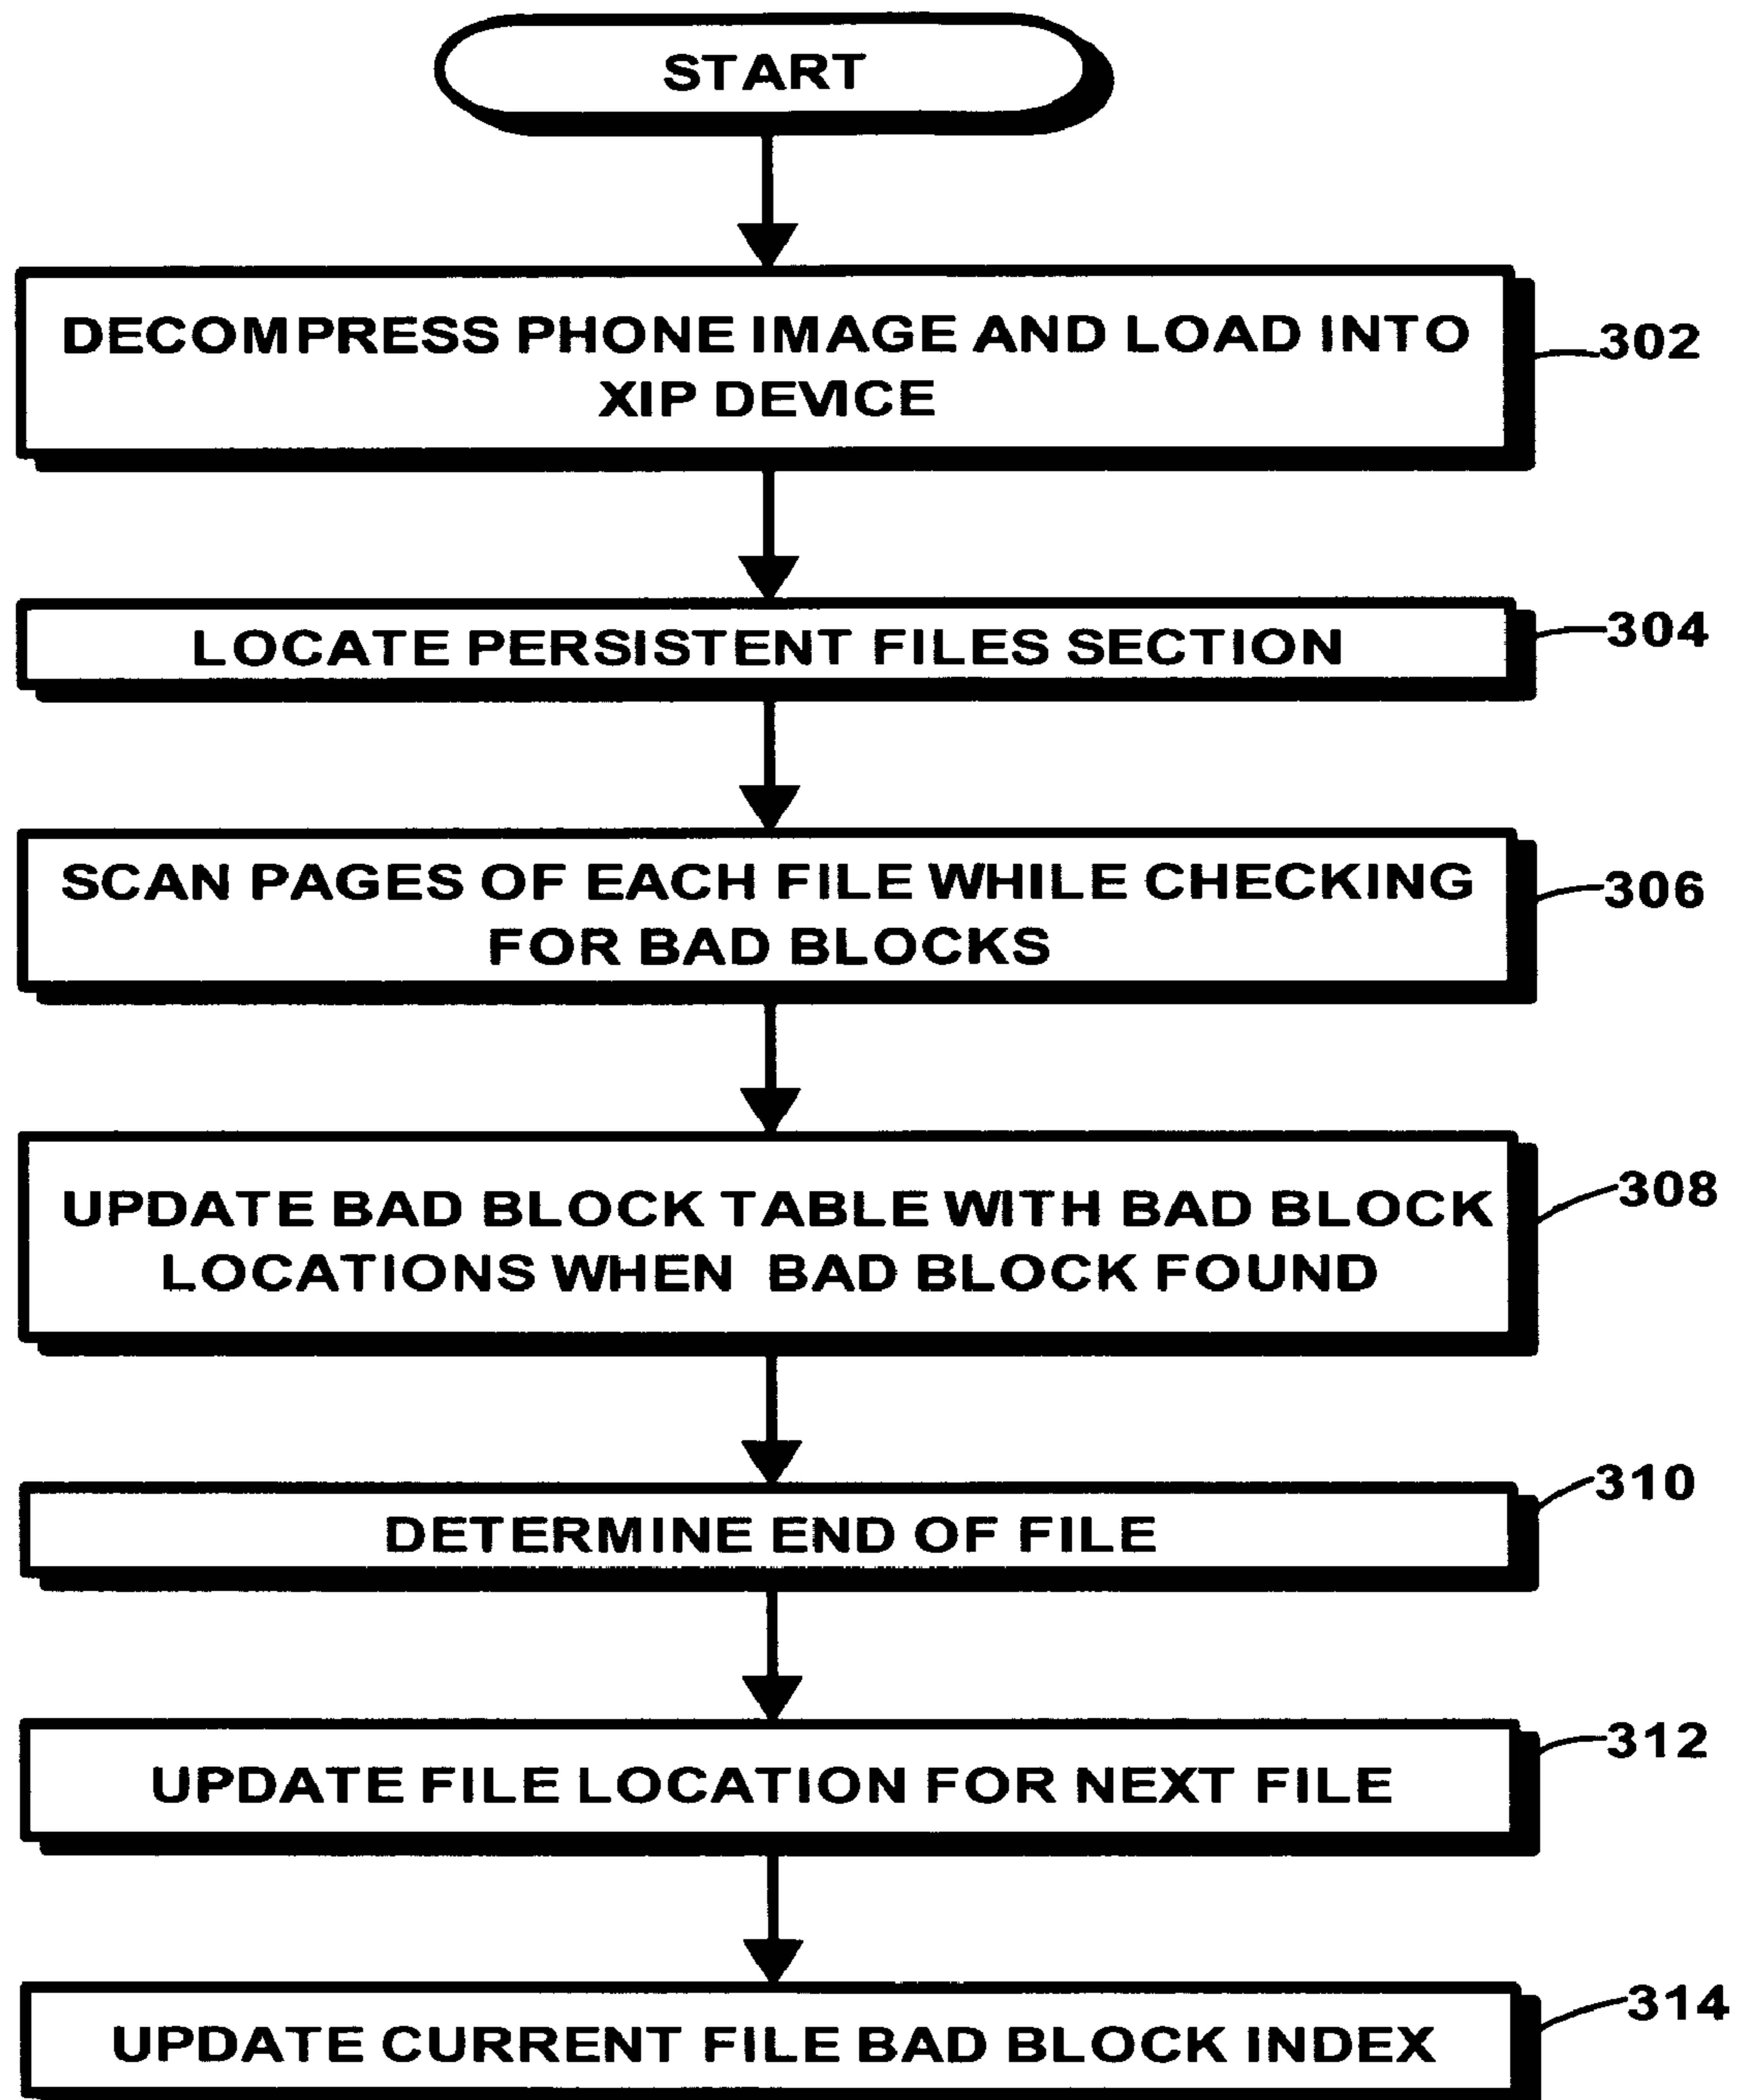 START
DECOMPRESS PHONE IMAGE AND LOAD INTO
XIP DEVICE
302
LOCATE PERSISTENT FILES SECTION
304
SCAN PAGES OF EACH FILE WHILE CHECKING
FOR BAD BLOCKS
306
UPDATE BAD BLOCK TABLE WITH BAD BLOCK
LOCATIONS WHEN BAD BLOCK FOUND
308
DETERMINE END OF FILE
310
UPDATE FILE LOCATION FOR NEXT FILE
312
UPDATE CURRENT FILE BAD BLOCK INDEX
314